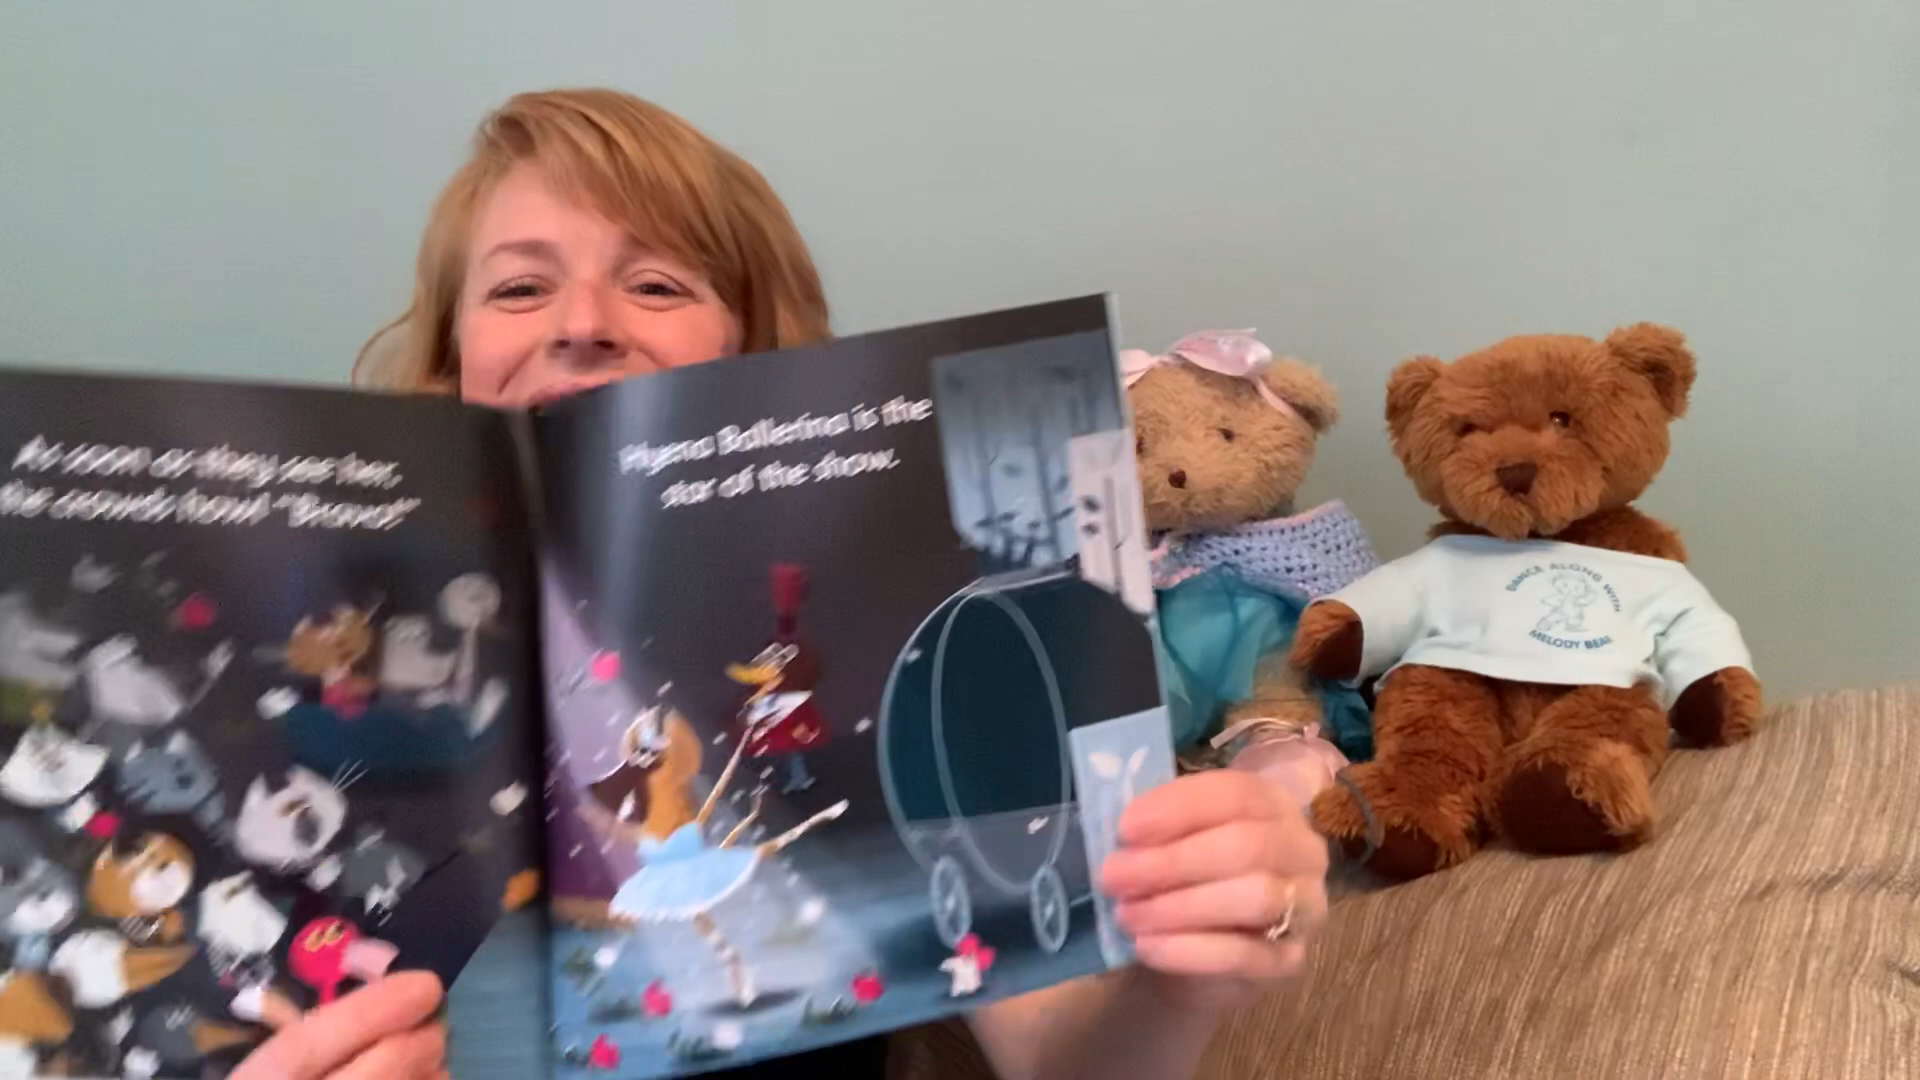 As soon as they see her,
the crowds howl "Bravo!"
Hyena Ballerina is the
star of the show.
DANCE ALONG WITH
MELODY BEAR